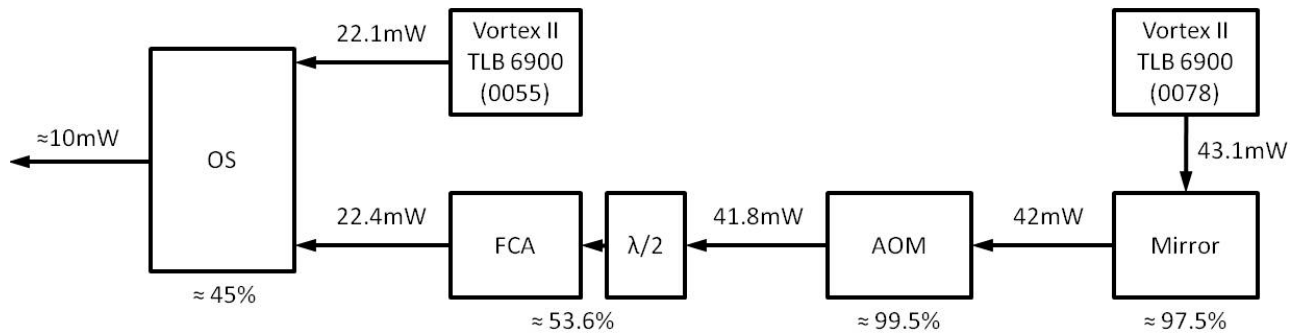 22.1mW
Vortex II
TLB 6900
(0055)
Vortex II
TLB 6900
(0078)
≈10mW
OS
43.1mW
22.4mW
FCA
λ/2
41.8mW
AOM
42mW
Mirror
≈ 45%
≈ 53.6%
≈ 99.5%
≈ 97.5%